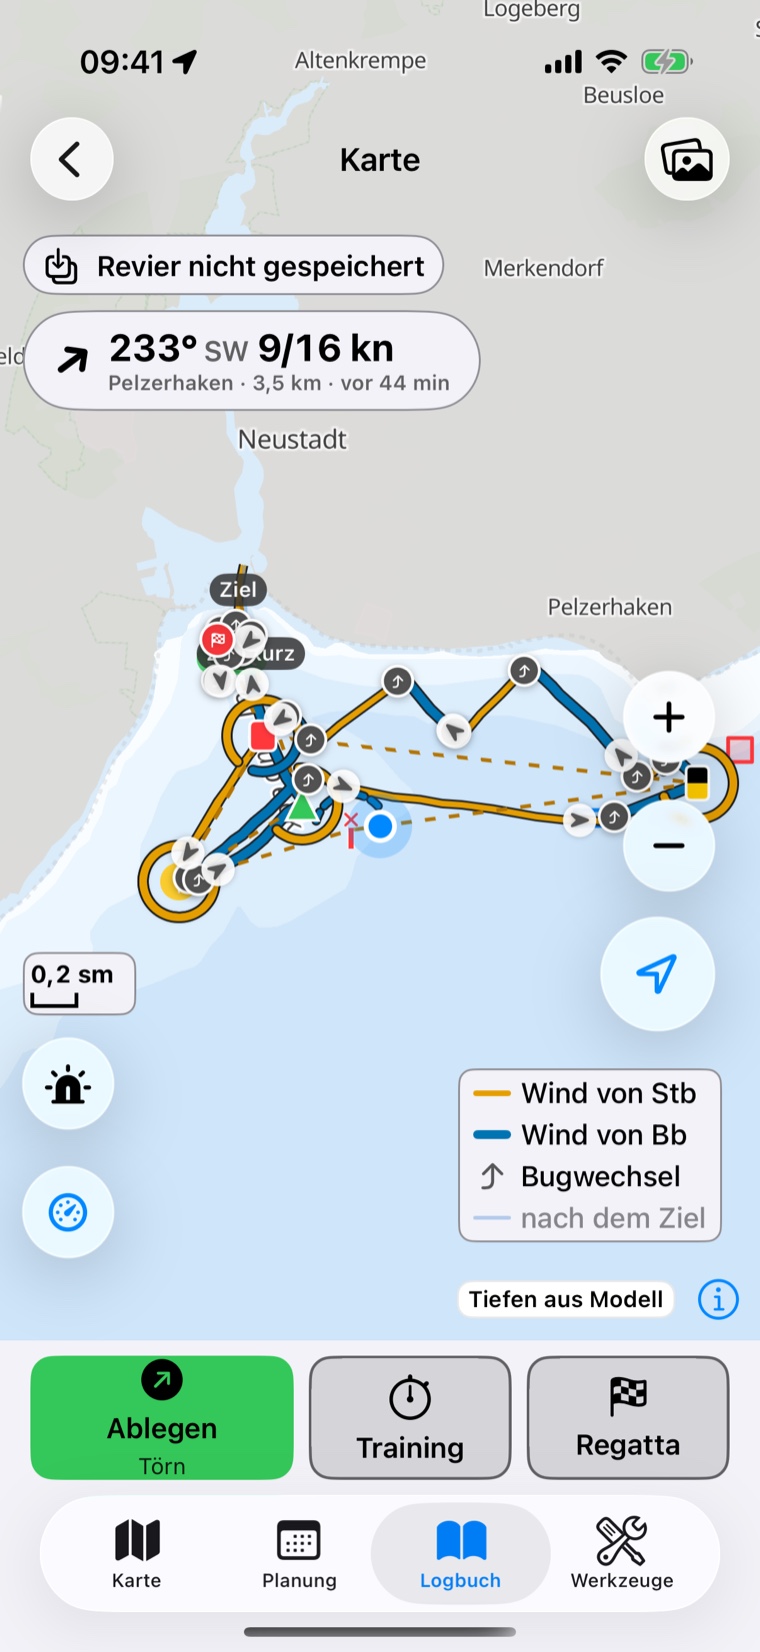 Logeberg
09:41
Altenkrempe
Beusloe
Karte
Revier nicht gespeichert
Merkendorf
233° SW 9/16 kn
Pelzerhaken · 3,5 km · vor 44 min
Neustadt
Ziel
Pelzerhaken
urz
0,2 sm
Wind von Stb
Wind von Bb
Bugwechsel
nach dem Ziel
Tiefen aus Modell
Ablegen
Törn
Training
Regatta
Karte
Planung
Logbuch
Werkzeuge